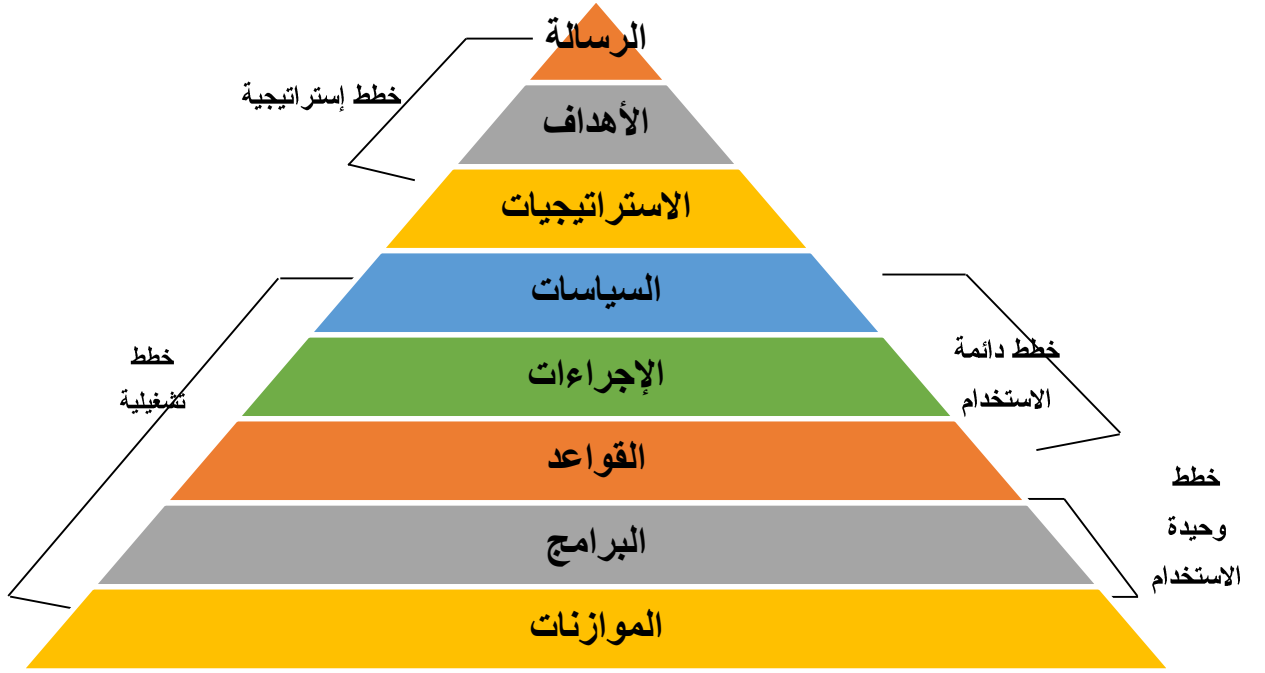 الرسالة
خطط إستراتيجية
الأهداف
الاستراتيجيات
السياسات
خطط دائمة
الاستخدام
خطط
تشغيلية
الإجراءات
القواعد
خطط
وحيدة
الاستخدام
البرامج
الموازنات